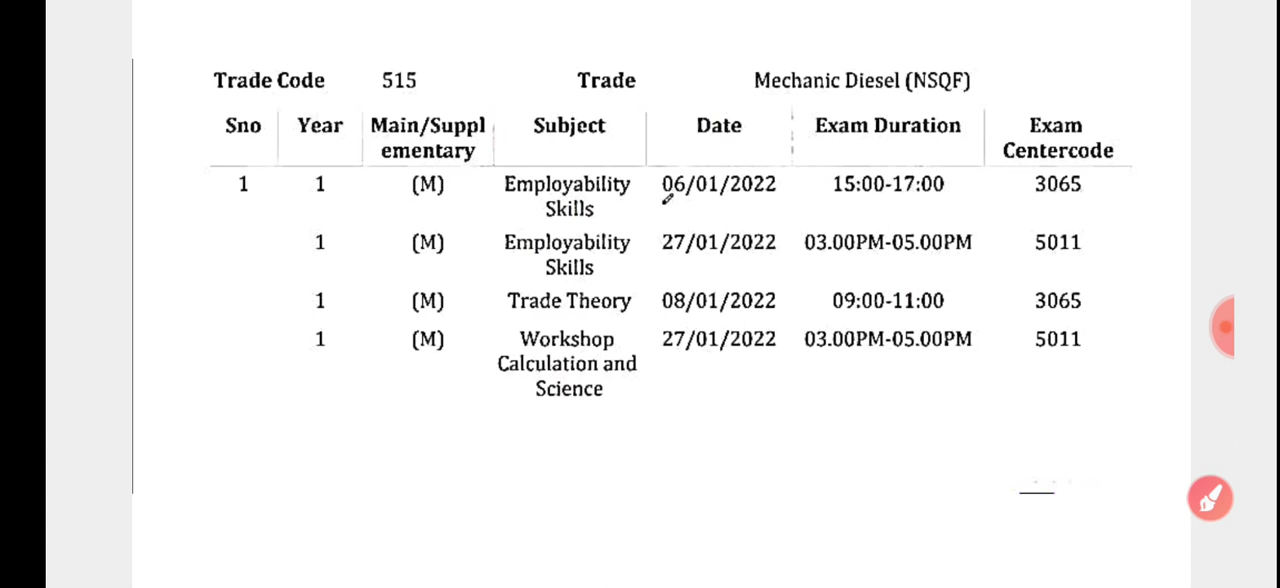 Trade Code 515 Trade Mechanic Diesel (NSQF)
Sno Year Main/Suppl Subject Date Exam Duration Exam
ementary Centercode
1 1 (M) Employability 06/01/2022 15:00-17:00 3065
Skills
1 (M) Employability 27/01/2022 03.00PM-05.00PM 5011
Skills
1 (M) Trade Theory 08/01/2022 09:00-11:00 3065
1 (M) Workshop 27/01/2022 03.00PM-05.00PM 5011
Calculation and
Science